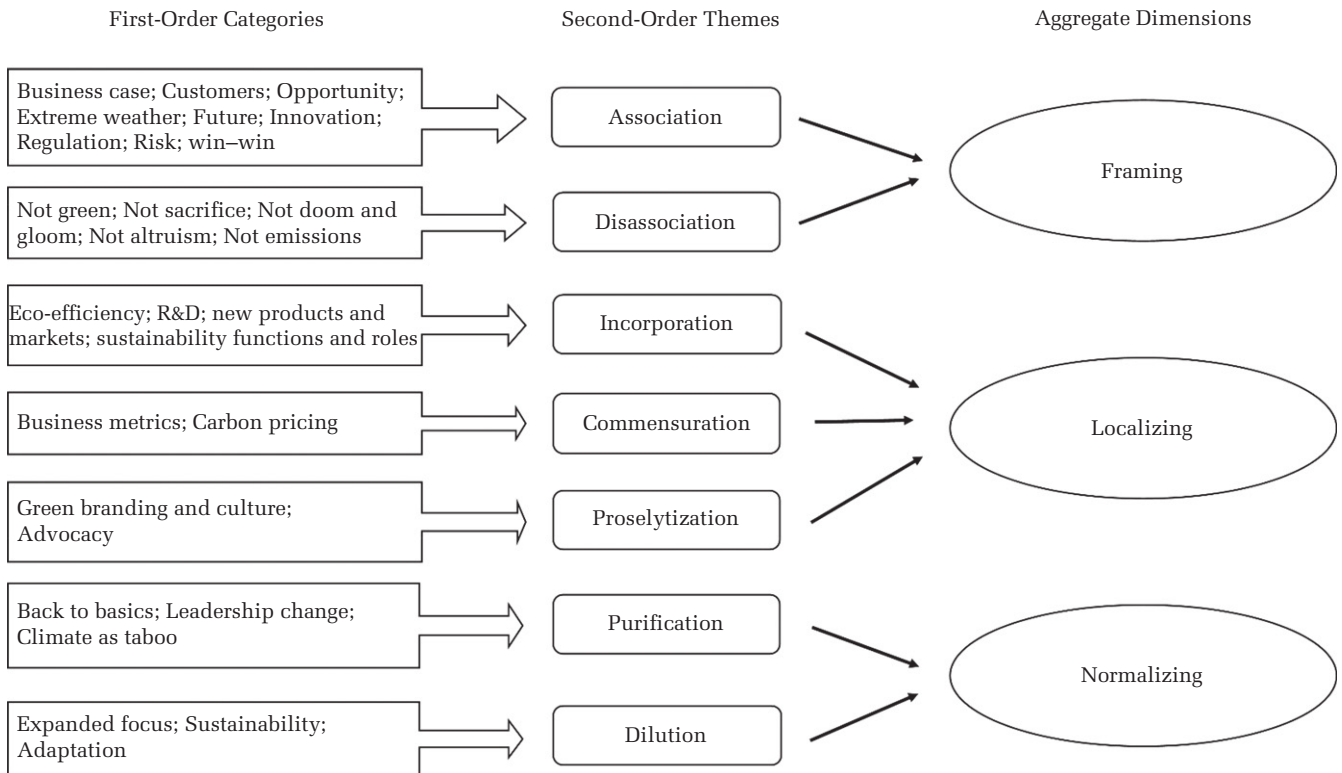 First-Order Categories
Second-Order Themes
Aggregate Dimensions
Business case; Customers; Opportunity;
Extreme weather; Future; Innovation;
Regulation; Risk; win–win
Association
Framing
Not green; Not sacrifice; Not doom and
gloom; Not altruism; Not emissions
Disassociation
Eco-efficiency; R&D; new products and
markets; sustainability functions and roles
Incorporation
Business metrics; Carbon pricing
Commensuration
Localizing
Green branding and culture;
Advocacy
Proselytization
Back to basics; Leadership change;
Climate as taboo
Purification
Normalizing
Expanded focus; Sustainability;
Adaptation
Dilution